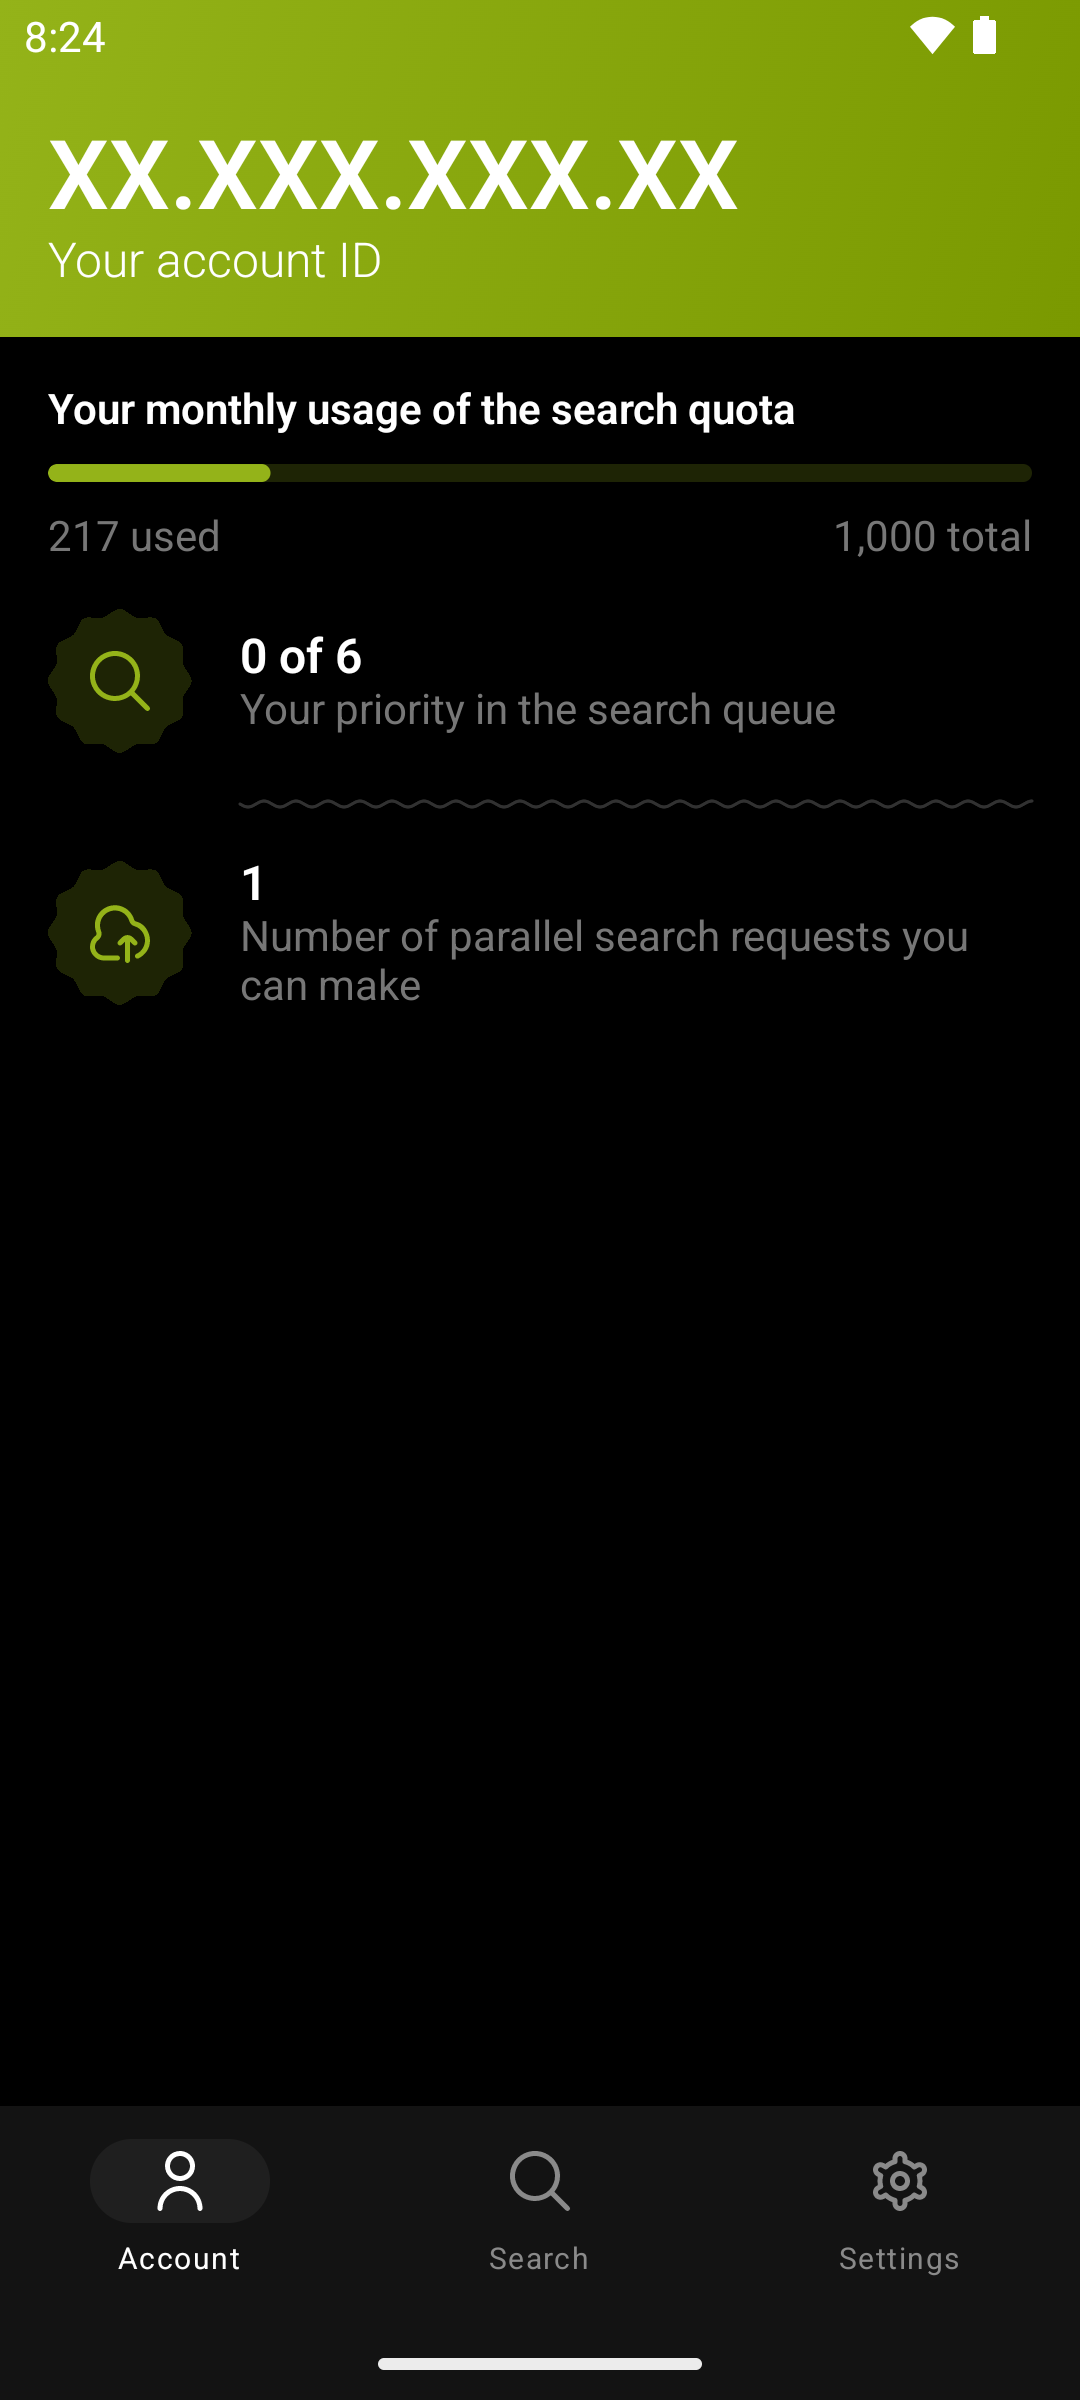 8:24
XX.XXX.XXX.XX
Your account ID
Your monthly usage of the search quota
217 used
1,000 total
0 of 6
Your priority in the search queue
1
Number of parallel search requests you
can make
Account
Search
Settings